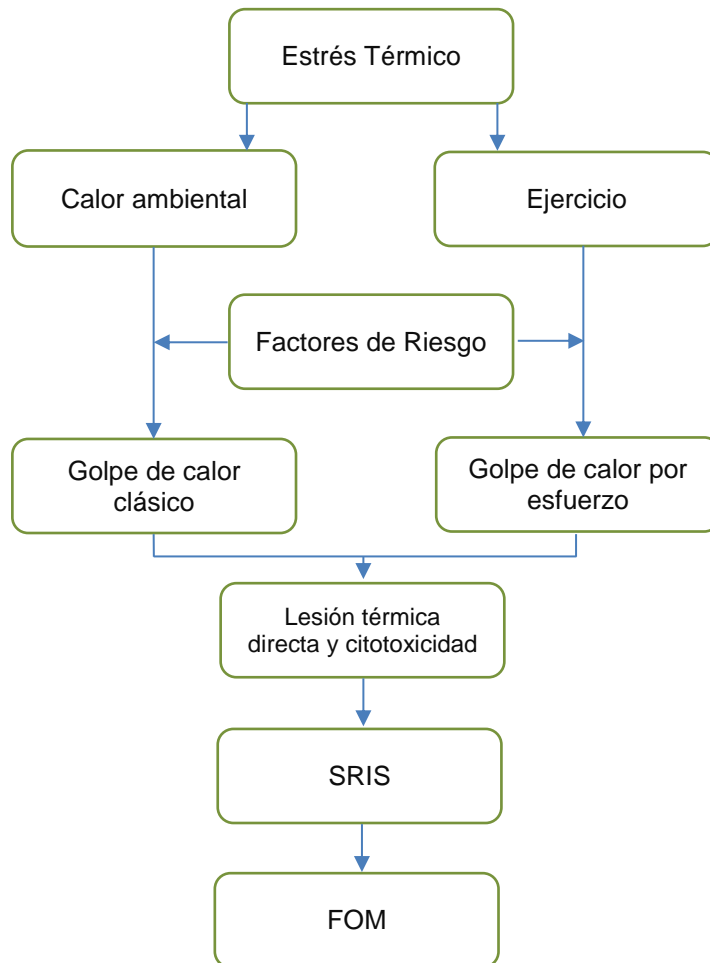 Estrés Térmico
Calor ambiental
Ejercicio
Factores de Riesgo
Golpe de calor
clásico
Golpe de calor por
esfuerzo
Lesión térmica
directa y citotoxicidad
SRIS
FOM